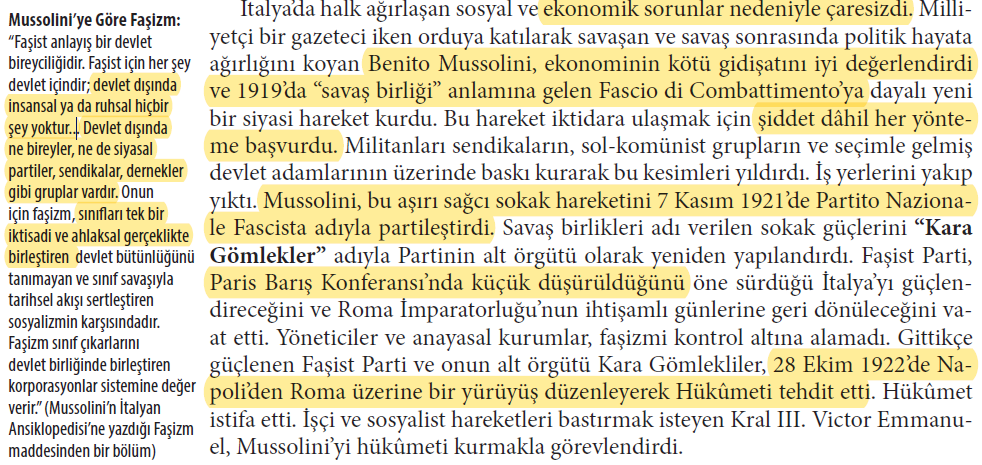 Mussolini'ye Göre Faşizm:
"Faşist anlayış bir devlet
bireyciliğidir. Faşist için her şey
devlet içindir; devlet dışında
insansal ya da ruhsal hiçbir
şey yoktur... Devlet dışında
ne bireyler, ne de siyasal
partiler, sendikalar, dernekler
gibi gruplar vardır. Onun
için faşizm, sınıfları tek bir
iktisadi ve ahlaksal gerçeklikte
birleştiren devlet bütünlüğünü
tanımayan ve sınıf savaşıyla
tarihsel akışı sertleştiren
sosyalizmin karşısındadır.
Faşizm sınıf çıkarlarını
devlet birliğinde birleştiren
korporasyonlar sistemine değer
verir." (Mussolini'n İtalyan
Ansiklopedisi'ne yazdığı Faşizm
maddesinden bir bölüm)
İtalya'da halk ağırlaşan sosyal ve ekonomik sorunlar nedeniyle çaresizdi. Milli-
yetçi bir gazeteci iken orduya katılarak savaşan ve savaş sonrasında politik hayata
ağırlığını koyan Benito Mussolini, ekonominin kötü gidişatını iyi değerlendirdi
ve 1919'da "savaş birliği" anlamına gelen Fascio di Combattimento'ya dayalı yeni
bir siyasi hareket kurdu. Bu hareket iktidara ulaşmak için şiddet dâhil her yönte-
me başvurdu. Militanları sendikaların, sol-komünist grupların ve seçimle gelmiş
devlet adamlarının üzerinde baskı kurarak bu kesimleri yıldırdı. İş yerlerini yakıp
yıktı. Mussolini, bu aşırı sağcı sokak hareketini 7 Kasım 1921'de Partito Naziona-
le Fascista adıyla partileştirdi. Savaş birlikleri adı verilen sokak güçlerini "Kara
Gömlekler" adıyla Partinin alt örgütü olarak yeniden yapılandırdı. Faşist Parti,
Paris Barış Konferansı'nda küçük düşürüldüğünü öne sürdüğü İtalya'yı güçlen-
direceğini ve Roma İmparatorluğu'nun ihtişamlı günlerine geri dönüleceğini va-
at etti. Yöneticiler ve anayasal kurumlar, faşizmi kontrol altına alamadı. Gittikçe
güçlenen Faşist Parti ve onun alt örgütü Kara Gömlekliler, 28 Ekim 1922'de Na-
poli'den Roma üzerine bir yürüyüş düzenleyerek Hükûmeti tehdit etti. Hükûmet
istifa etti. İşçi ve sosyalist hareketleri bastırmak isteyen Kral III. Victor Emmanu-
el, Mussolini'yi hükûmeti kurmakla görevlendirdi.